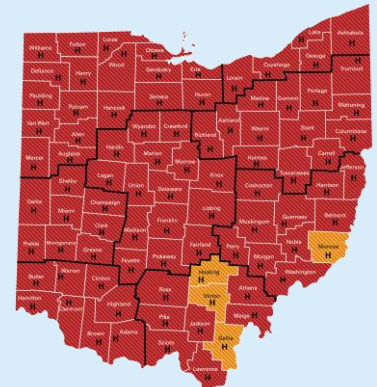 Williams
H
Fulton
H
Lucas
H
Wood
H
Ottawa
H
Sandusky
H
Erie
H
Lorain
H
Cuyahoga
H
Lake
H
Geauga
H
Ashtabula
H
Trumbull
H
Defiance
H
Henry
H
Paulding
H
Putnam
H
Hancock
H
Seneca
H
Huron
H
Medina
H
Summit
H
Portage
H
Mahoning
H
Van Wert
H
Allen
H
Wyandot
H
Crawford
H
Richland
H
Ashland
H
Wayne
H
Stark
H
Columbiana
H
Mercer
H
Auglaize
H
Hardin
H
Marion
H
Morrow
H
Knox
H
Holmes
H
Tuscarawas
H
Carroll
H
Jefferson
H
Harrison
H
Shelby
H
Logan
H
Union
H
Delaware
H
Coshocton
H
Darke
H
Miami
H
Champaign
H
Clark
H
Madison
H
Franklin
H
Licking
H
Muskingum
H
Guernsey
H
Belmont
H
Preble
H
Montgomery
H
Greene
H
Fayette
H
Pickaway
H
Fairfield
H
Perry
H
Morgan
H
Noble
H
Monroe
H
Washington
H
Butler
H
Warren
H
Clinton
H
Ross
H
Hocking
H
Athens
H
Vinton
H
Hamilton
H
Clermont
H
Highland
H
Pike
H
Jackson
H
Meigs
H
Brown
H
Adams
H
Scioto
H
Gallia
H
Lawrence
H